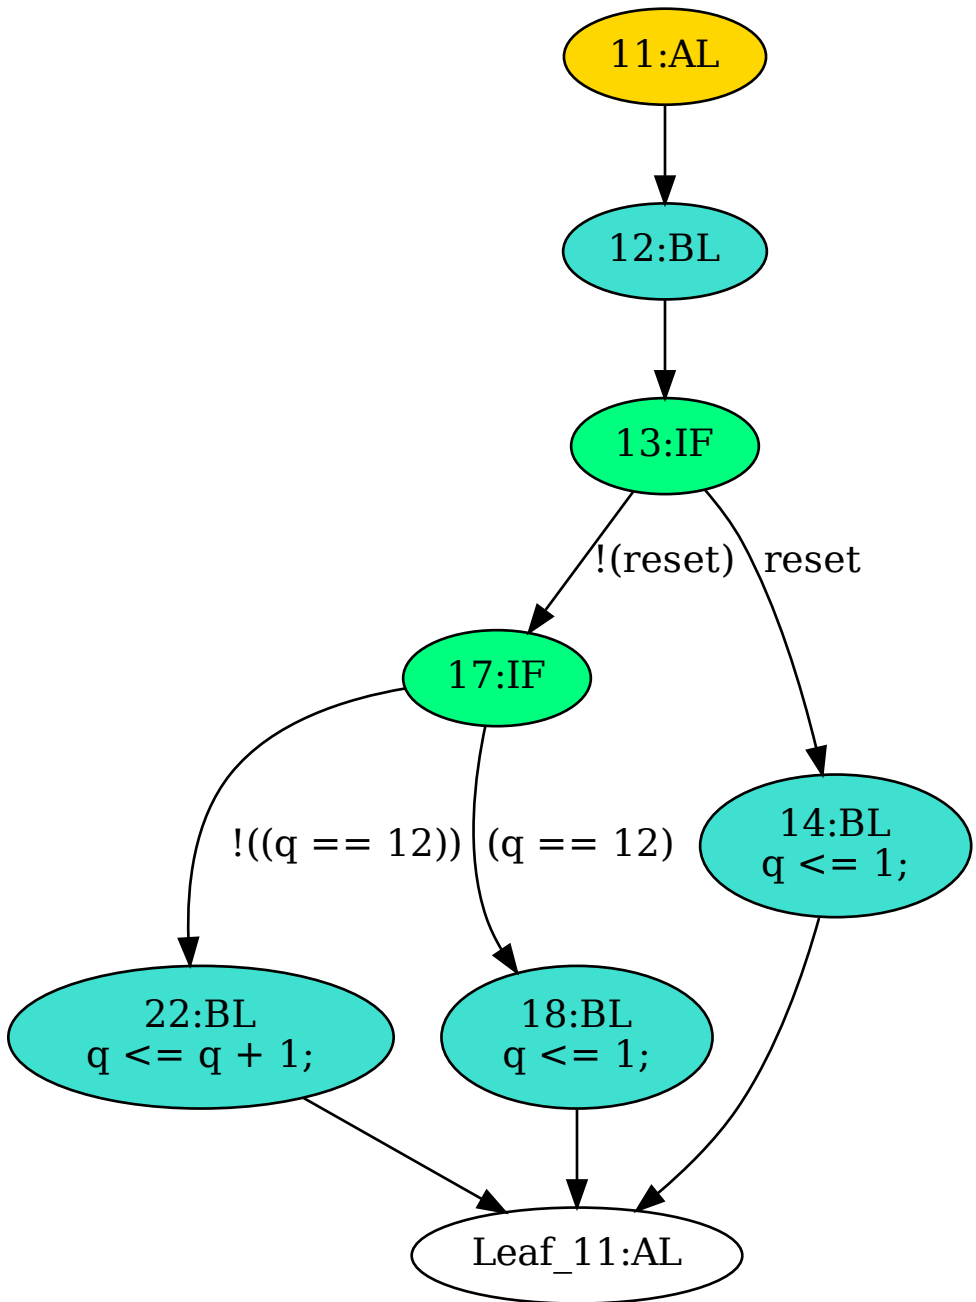 11:AL
12:BL
13:IF
!(reset)
reset
17:IF
!((q == 12))
(q == 12)
14:BL
q <= 1;
22:BL
q <= q + 1;
18:BL
q <= 1;
Leaf_11:AL